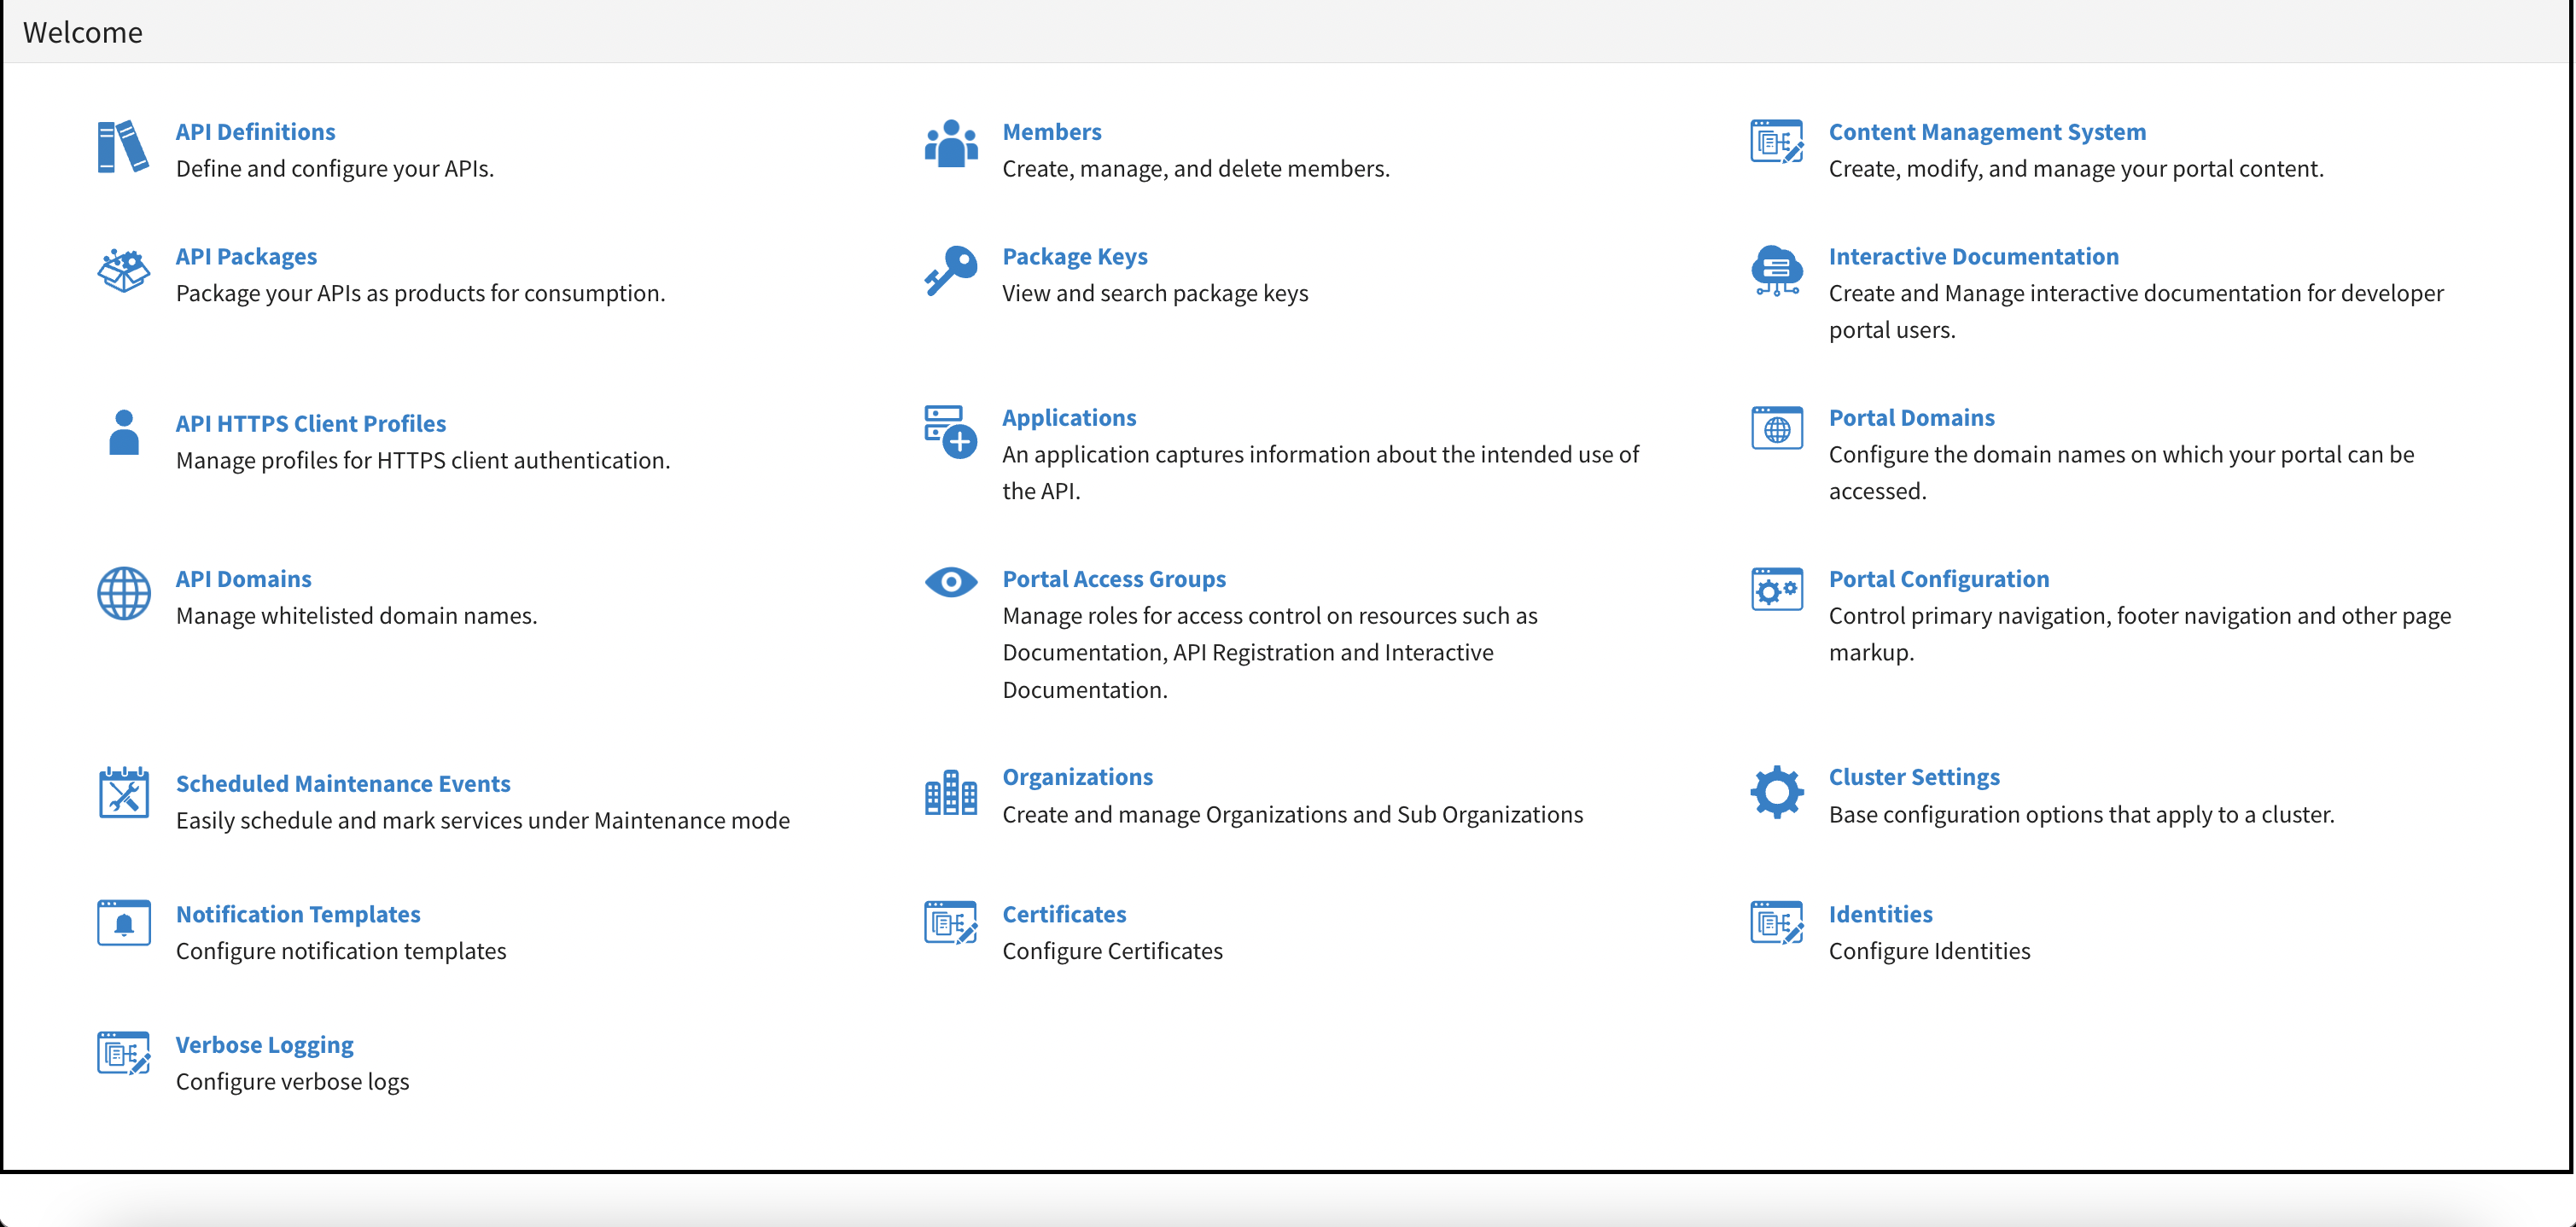 Welcome
API Definitions
Define and configure your APIs.
Members
Create, manage, and delete members.
Content Management System
Create, modify, and manage your portal content.
API Packages
Package your APIs as products for consumption.
Package Keys
View and search package keys
Interactive Documentation
Create and Manage interactive documentation for developer
portal users.
API HTTPS Client Profiles
Manage profiles for HTTPS client authentication.
Applications
An application captures information about the intended use of
the API.
Portal Domains
Configure the domain names on which your portal can be
accessed.
API Domains
Manage whitelisted domain names.
Portal Access Groups
Manage roles for access control on resources such as
Documentation, API Registration and Interactive
Documentation.
Portal Configuration
Control primary navigation, footer navigation and other page
markup.
Scheduled Maintenance Events
Easily schedule and mark services under Maintenance mode
Organizations
Create and manage Organizations and Sub Organizations
Cluster Settings
Base configuration options that apply to a cluster.
Notification Templates
Configure notification templates
Certificates
Configure Certificates
Identities
Configure Identities
Verbose Logging
Configure verbose logs